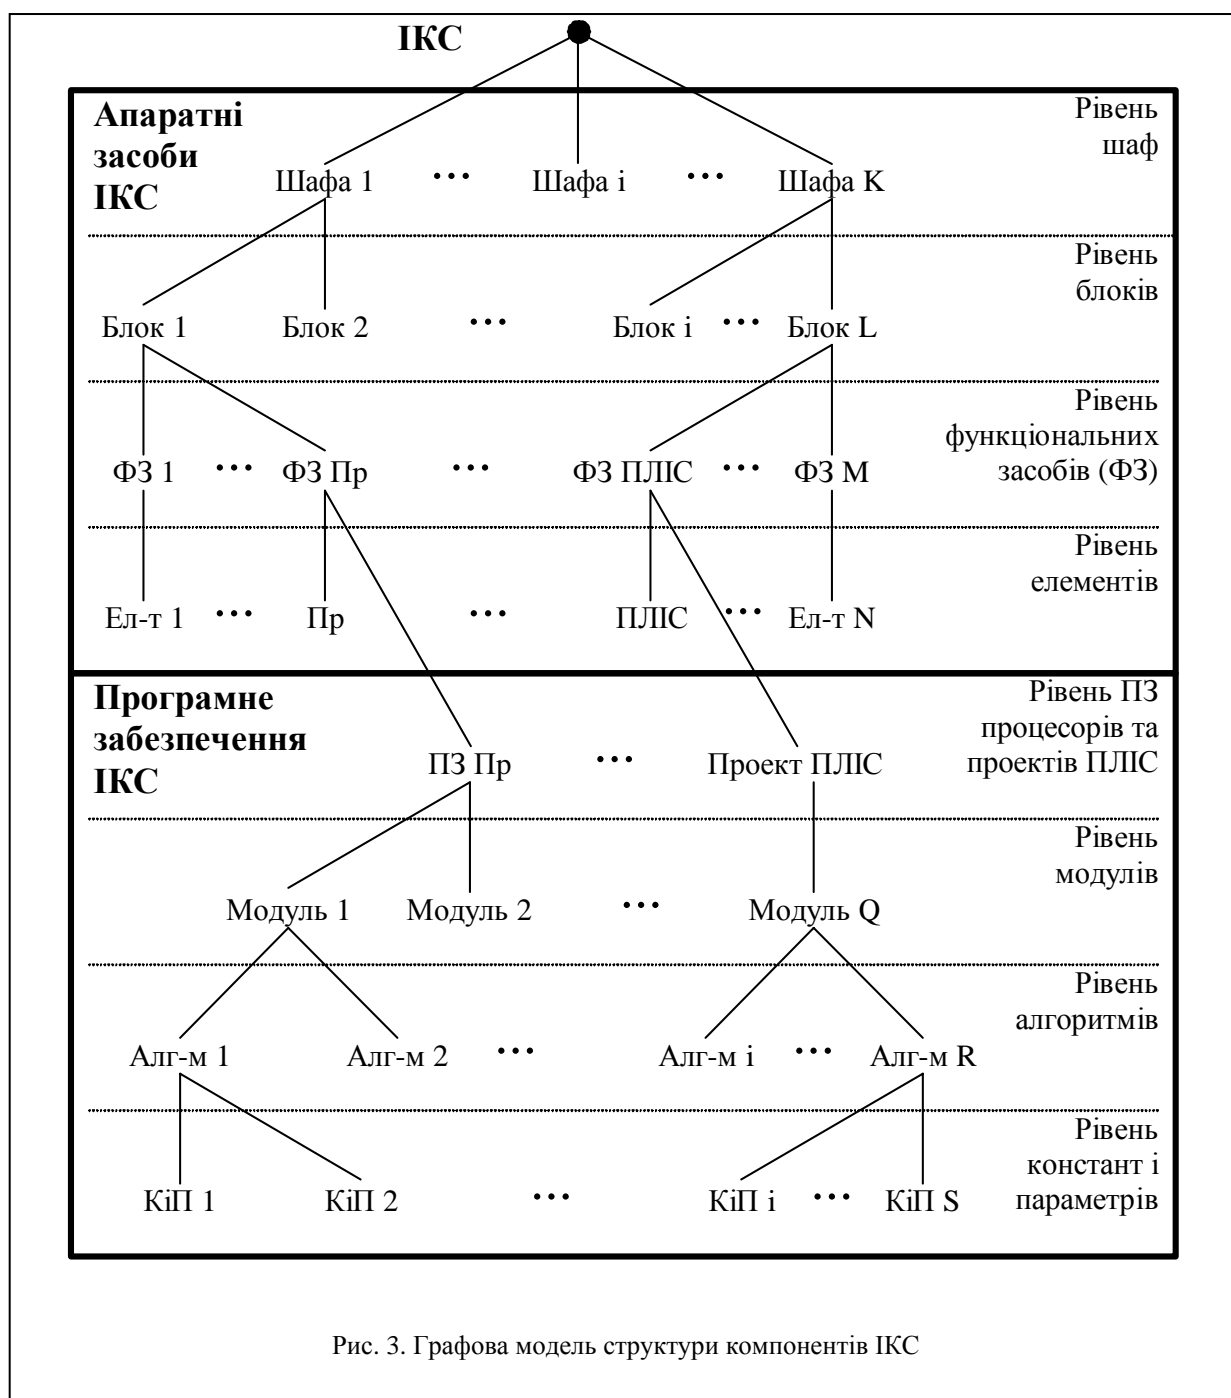 ІКС
Апаратні
засоби
ІКС
Рівень
шаф
Шафа 1 ... Шафа і ... Шафа K
Рівень
блоків
Блок 1 Блок 2 ... Блок і ... Блок L
Рівень
функціональних
засобів (ФЗ)
ФЗ 1 ... ФЗ Пр ... ФЗ ПЛІС ... ФЗ M
Рівень
елементів
Ел-т 1 ... Пр ... ПЛІС ... Ел-т N
Програмне
забезпечення
ІКС
Рівень ПЗ
процесорів та
проектів ПЛІС
ПЗ Пр ... Проект ПЛІС
Рівень
модулів
Модуль 1 Модуль 2 ... Модуль Q
Рівень
алгоритмів
Алг-м 1 Алг-м 2 ... Алг-м і ... Алг-м R
Рівень
констант і
параметрів
КіП 1 КіП 2 ... КіП і ... КіП S
Рис. 3. Графова модель структури компонентів ІКС